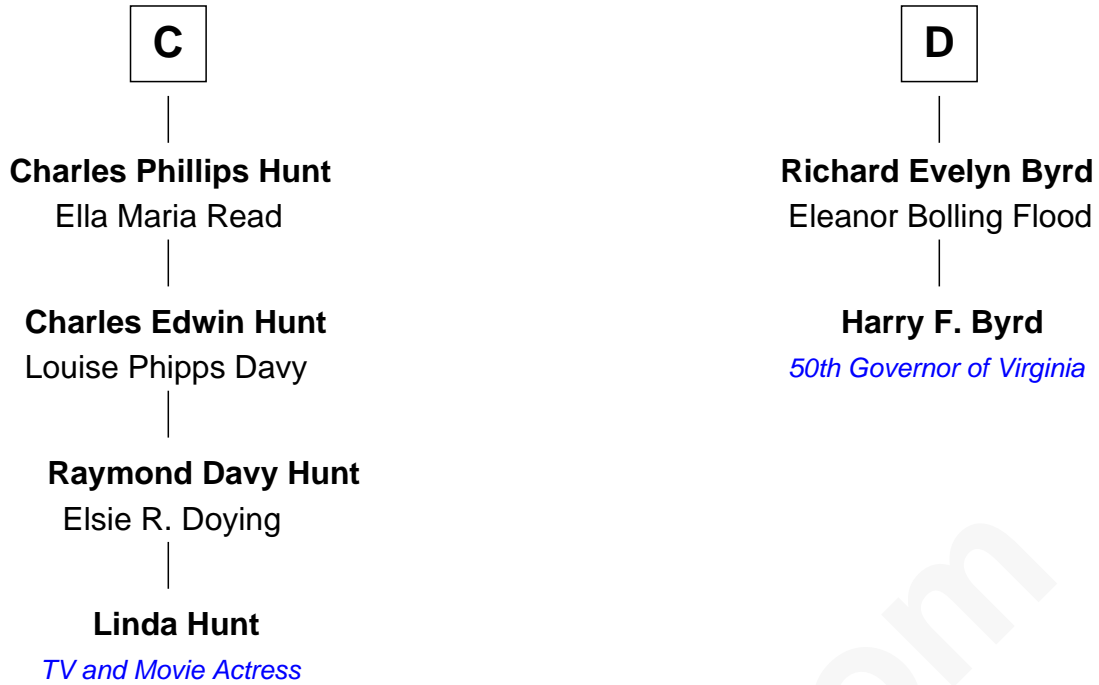 C
Charles Phillips Hunt
Ella Maria Read
Charles Edwin Hunt
Louise Phipps Davy
Raymond Davy Hunt
Elsie R. Doying
Linda Hunt
TV and Movie Actress
D
Richard Evelyn Byrd
Eleanor Bolling Flood
Harry F. Byrd
50th Governor of Virginia
om